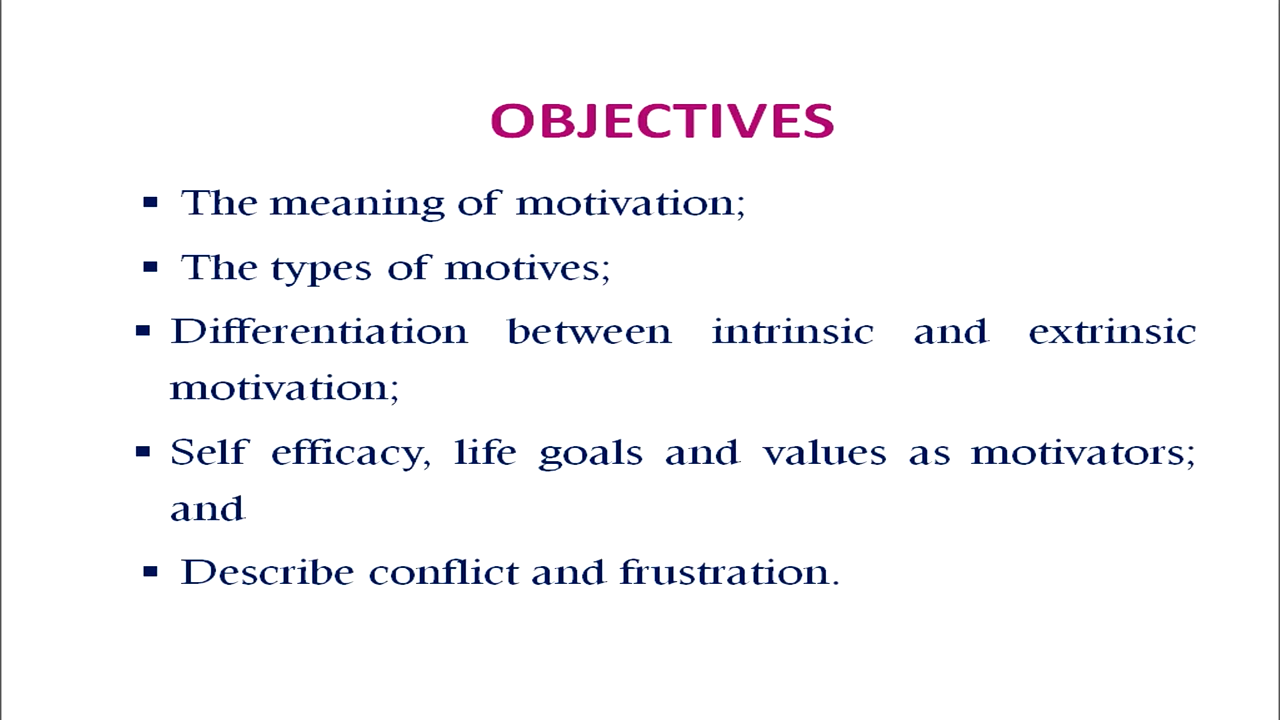 OBJECTIVES
▪ The meaning of motivation;
▪ The types of motives;
▪ Differentiation between intrinsic and extrinsic
motivation;
▪ Self efficacy, life goals and values as motivators;
and
▪ Describe conflict and frustration.